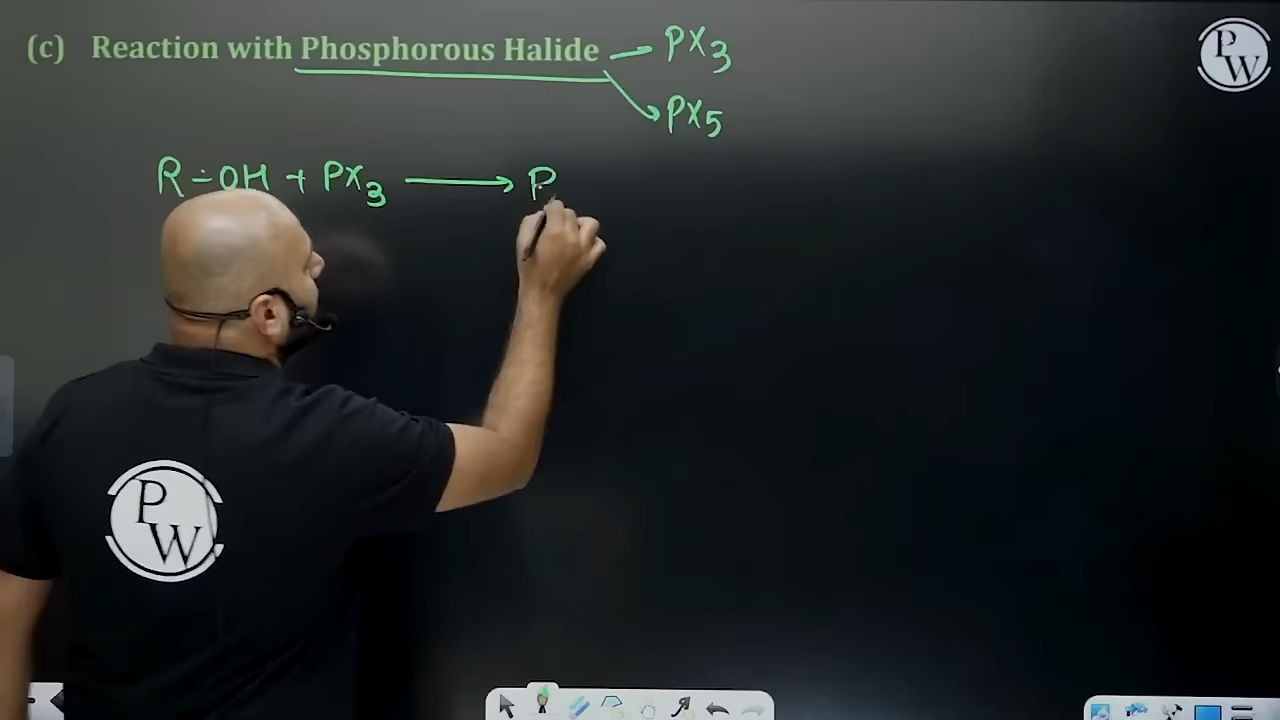 (c) Reaction with Phosphorous Halide → PX3
PX5
R-OH + PX3 ⟶ P
PW
PW